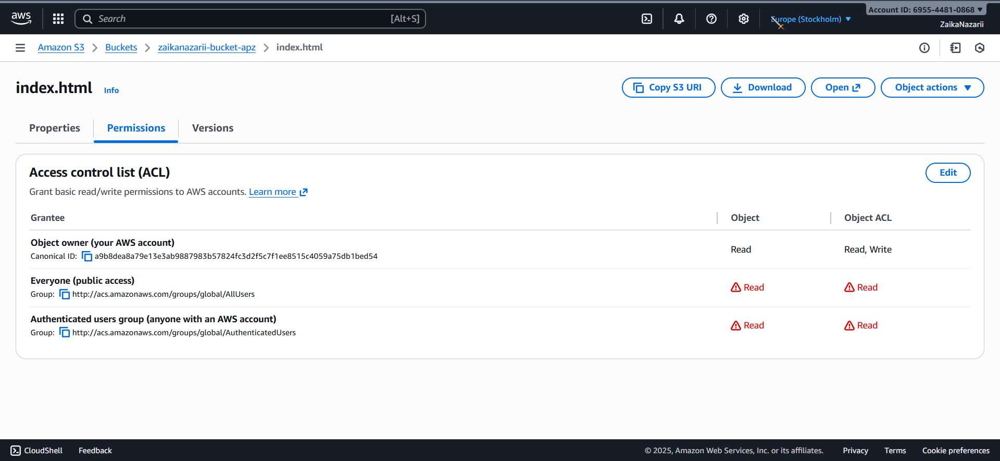 aws
Search [Alt+S]
Europe (Stockholm)
Account ID: 6955-4481-0868
ZaikaNazarii
Amazon S3 > Buckets > zaikanazarii-bucket-apz > index.html
index.html Info
Copy S3 URI Download Open Object actions
Properties Permissions Versions
Access control list (ACL)
Edit
Grant basic read/write permissions to AWS accounts. Learn more
Grantee Object Object ACL
Object owner (your AWS account)
Canonical ID: a9b8dea8a79e13e3ab9887983b57824fc3d2f5c7f1ee8515c4059a75db1bed54
Read Read, Write
Everyone (public access)
Group: http://acs.amazonaws.com/groups/global/AllUsers
Read Read
Authenticated users group (anyone with an AWS account)
Group: http://acs.amazonaws.com/groups/global/AuthenticatedUsers
Read Read
CloudShell Feedback © 2025, Amazon Web Services, Inc. or its affiliates. Privacy Terms Cookie preferences